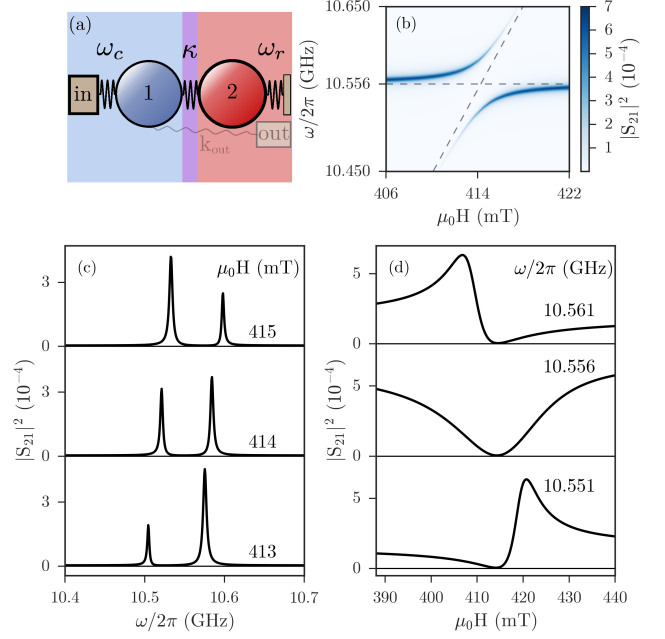 (a)
ω_c κ ω_r
in 1 2
out
k_out
(b)
10.650
10.556
10.450
ω/2π (GHz)
406 414 422
μ₀H (mT)
7
6
5
4
3
2
1
|S₂₁|² (10⁻⁴)
(c) μ₀H (mT)
3
0
415
3
0
414
3
0
413
|S₂₁|² (10⁻⁴)
10.4 10.5 10.6 10.7
ω/2π (GHz)
(d) ω/2π (GHz)
5
0
10.561
5
0
10.556
5
0
10.551
|S₂₁|² (10⁻⁴)
390 400 410 420 430 440
μ₀H (mT)